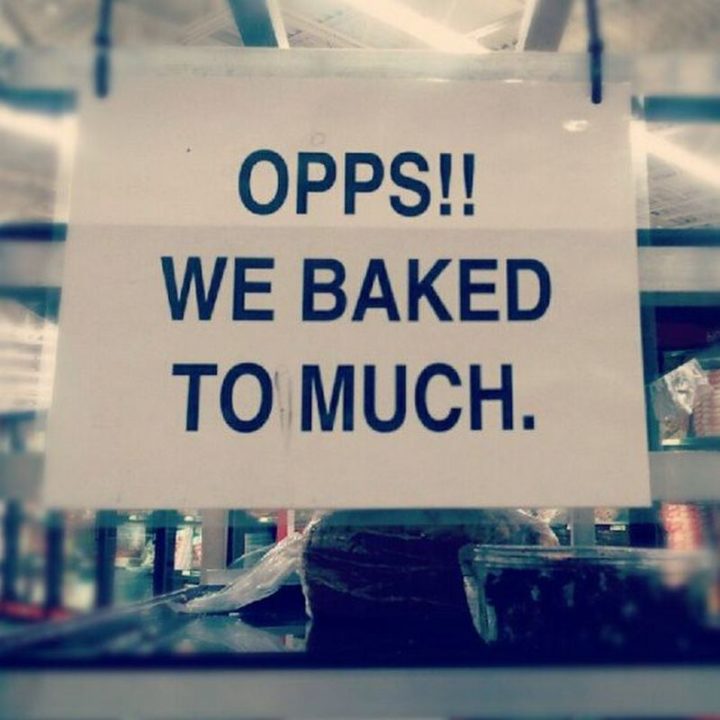 OPPS!!
WE BAKED
TO MUCH.